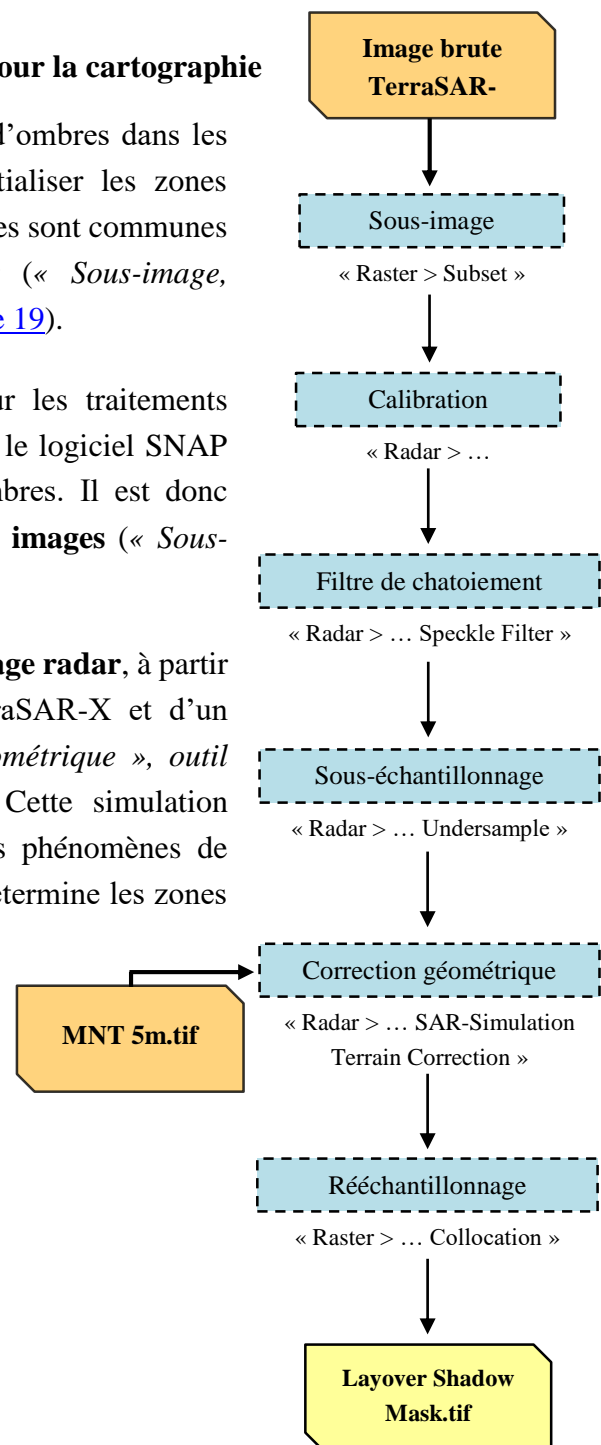 our la cartographie
d’ombres dans les
tialiser les zones
es sont communes
(« Sous-image,
e 19).
ur les traitements
le logiciel SNAP
mbres. Il est donc
images (« Sous-
age radar, à partir
raSAR-X et d’un
ométrique », outil
Cette simulation
s phénomènes de
étermine les zones
Image brute
TerraSAR-
Sous-image
« Raster > Subset »
Calibration
« Radar > …
Filtre de chatoiement
« Radar > … Speckle Filter »
Sous-échantillonnage
« Radar > … Undersample »
Correction géométrique
MNT 5m.tif
« Radar > … SAR-Simulation
Terrain Correction »
Rééchantillonnage
« Raster > … Collocation »
Layover Shadow
Mask.tif